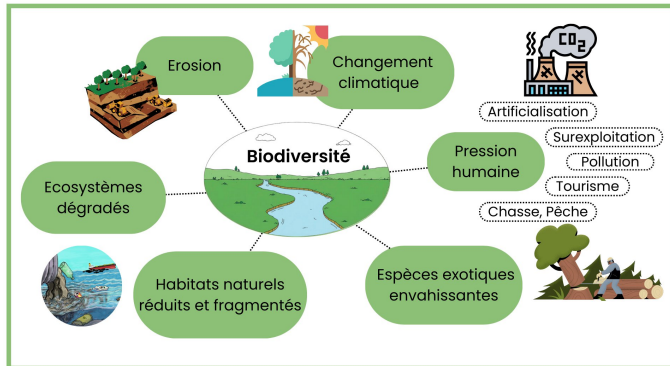 Erosion
Changement
climatique
CO2
Artificialisation
Surexploitation
Biodiversité
Pression
humaine
Pollution
Tourisme
Ecosystèmes
dégradés
Chasse, Pêche
Habitats naturels
réduits et fragmentés
Espèces exotiques
envahissantes